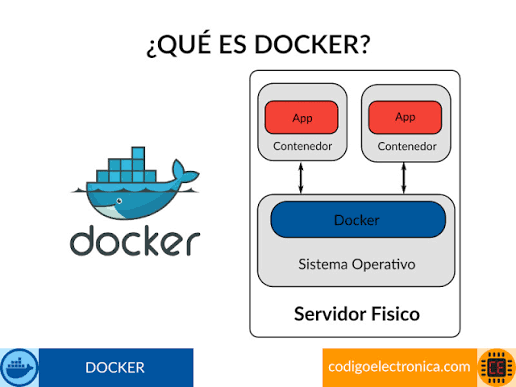 ¿QUÉ ES DOCKER?
App
App
Contenedor
Contenedor
docker
Docker
Sistema Operativo
Servidor Fisico
DOCKER
codigoelectronica.com
CE